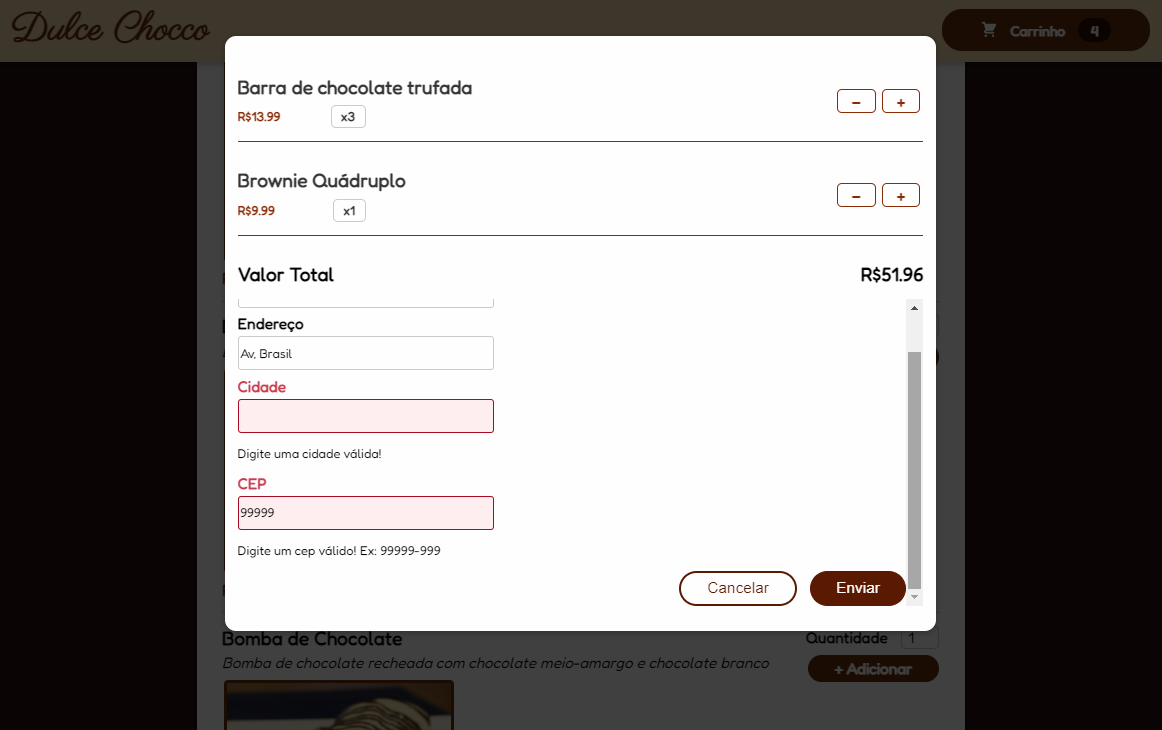 Dulce Chocco
Carrinho 4
Barra de chocolate trufada
R$13.99 x3
– +
Brownie Quádruplo
R$9.99 x1
– +
Valor Total R$51.96
Endereço
Av, Brasil
Cidade
Digite uma cidade válida!
CEP
99999
Digite um cep válido! Ex: 99999-999
Cancelar Enviar
Bomba de Chocolate Quantidade 1
Bomba de chocolate recheada com chocolate meio-amargo e chocolate branco
+ Adicionar